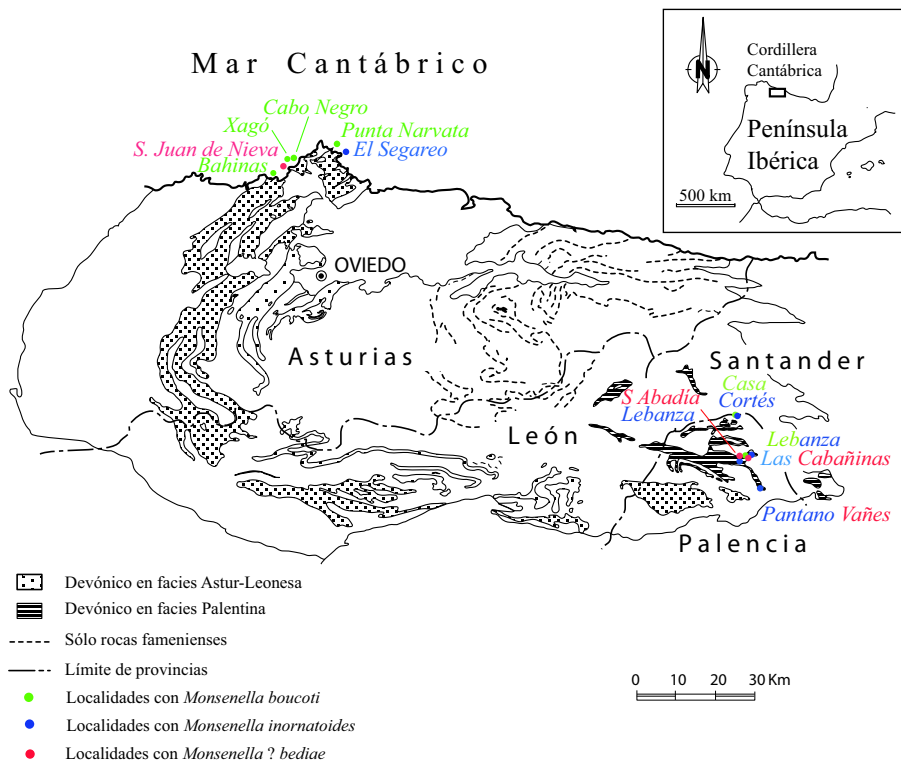 Mar Cantábrico
Cordillera
Cantábrica
N
Península
Ibérica
500 km
Cabo Negro
Xagó
Punta Narvata
S. Juan de Nieva
El Segareo
Bahinas
OVIEDO
Asturias
Santander
Casa
Cortés
S Abadía
Lebanza
León
Lebanza
Las Cabañinas
Pantano Vañes
Palencia
Devónico en facies Astur-Leonesa
Devónico en facies Palentina
Sólo rocas famenienses
Límite de provincias
Localidades con Monsenella boucoti
Localidades con Monsenella inornatoides
Localidades con Monsenella ? bediae
0 10 20 30 Km